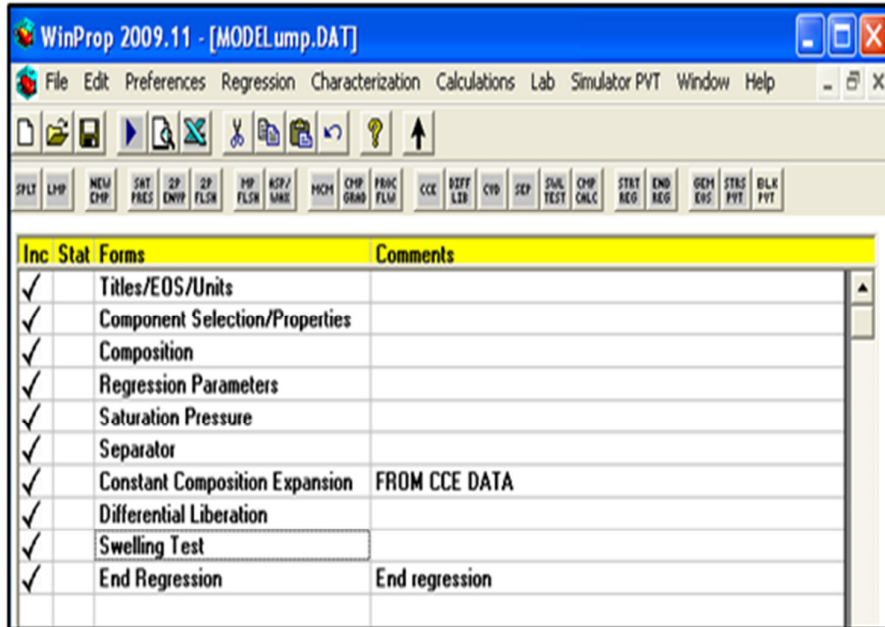 WinProp 2009.11 - [MODELump.DAT]
File Edit Preferences Regression Characterization Calculations Lab Simulator PVT Window Help
SPLT LMP NEW CMP SAT PRES 2P ENVP 2P FLSH MP FLSH ASP/WAX MCM CMP GRAD PROC FLW CCE DIFF LIB CVD SEP SWL TEST CMP CALC STRT REG END REG GEM EOS STRS PVT BLK PVT
Inc Stat Forms Comments
Titles/EOS/Units
Component Selection/Properties
Composition
Regression Parameters
Saturation Pressure
Separator
Constant Composition Expansion FROM CCE DATA
Differential Liberation
Swelling Test
End Regression End regression